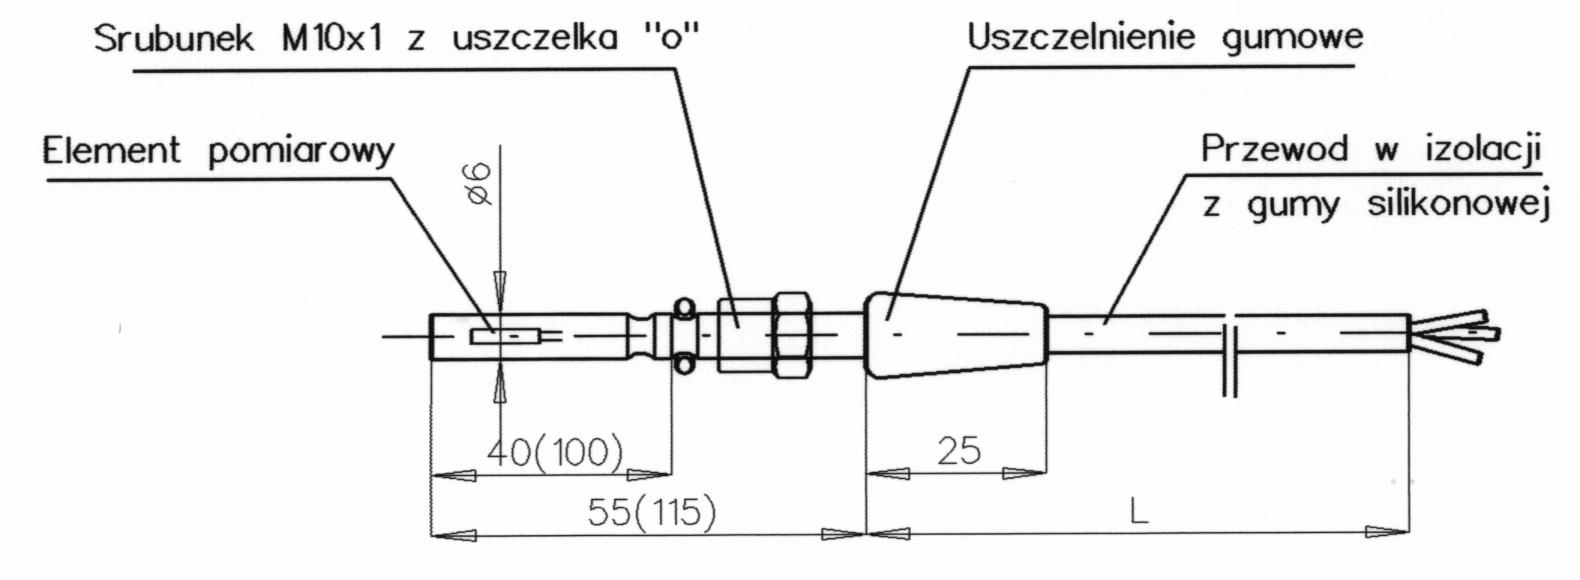 Srubunek M10x1 z uszczelka "o"
Uszczelnienie gumowe
Element pomiarowy
Przewod w izolacji
z gumy silikonowej
ø6
40(100)
25
55(115)
L